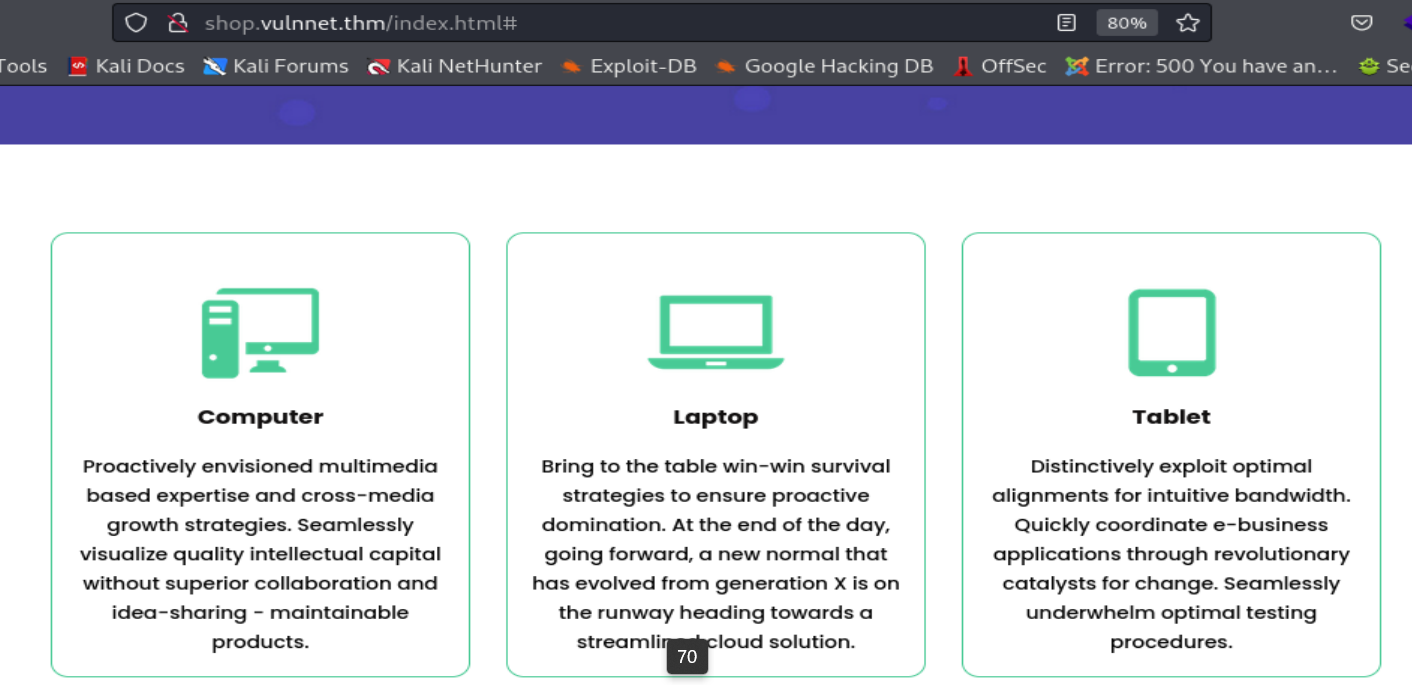 shop.vulnnet.thm/index.html#
80%
Tools
Kali Docs
Kali Forums
Kali NetHunter
Exploit-DB
Google Hacking DB
OffSec
Error: 500 You have an...
Computer
Proactively envisioned multimedia
based expertise and cross-media
growth strategies. Seamlessly
visualize quality intellectual capital
without superior collaboration and
idea-sharing - maintainable
products.
Laptop
Bring to the table win-win survival
strategies to ensure proactive
domination. At the end of the day,
going forward, a new normal that
has evolved from generation X is on
the runway heading towards a
cloud solution.
70
Tablet
Distinctively exploit optimal
alignments for intuitive bandwidth.
Quickly coordinate e-business
applications through revolutionary
catalysts for change. Seamlessly
underwhelm optimal testing
procedures.